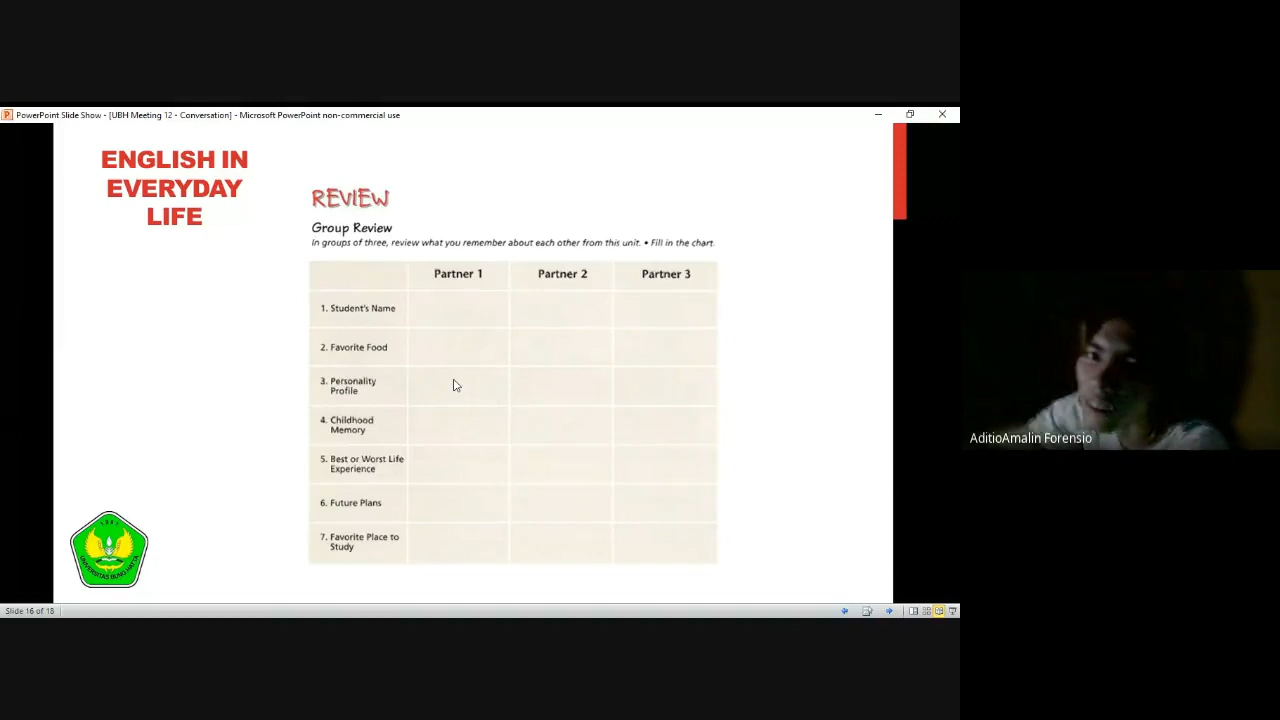 PowerPoint Slide Show - [UBH Meeting 12 - Conversation] - Microsoft PowerPoint non-commercial use
ENGLISH IN
EVERYDAY
LIFE
REVIEW
Group Review
In groups of three, review what you remember about each other from this unit. • Fill in the chart.
Partner 1 Partner 2 Partner 3
1. Student's Name
2. Favorite Food
3. Personality
Profile
4. Childhood
Memory
5. Best or Worst Life
Experience
6. Future Plans
7. Favorite Place to
Study
UNIVERSITAS BUNG HATTA
Slide 16 of 18
AditioAmalin Forensio